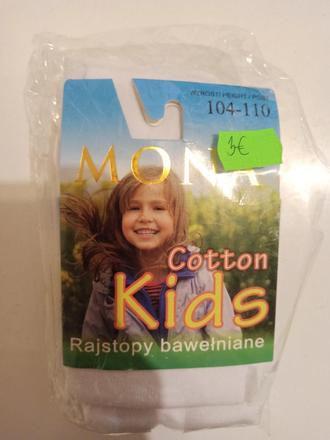 WZROST/ HEIGHT / РОСТ
104-110
3€
MONA
Cotton
Kids
Rajstopy bawełniane